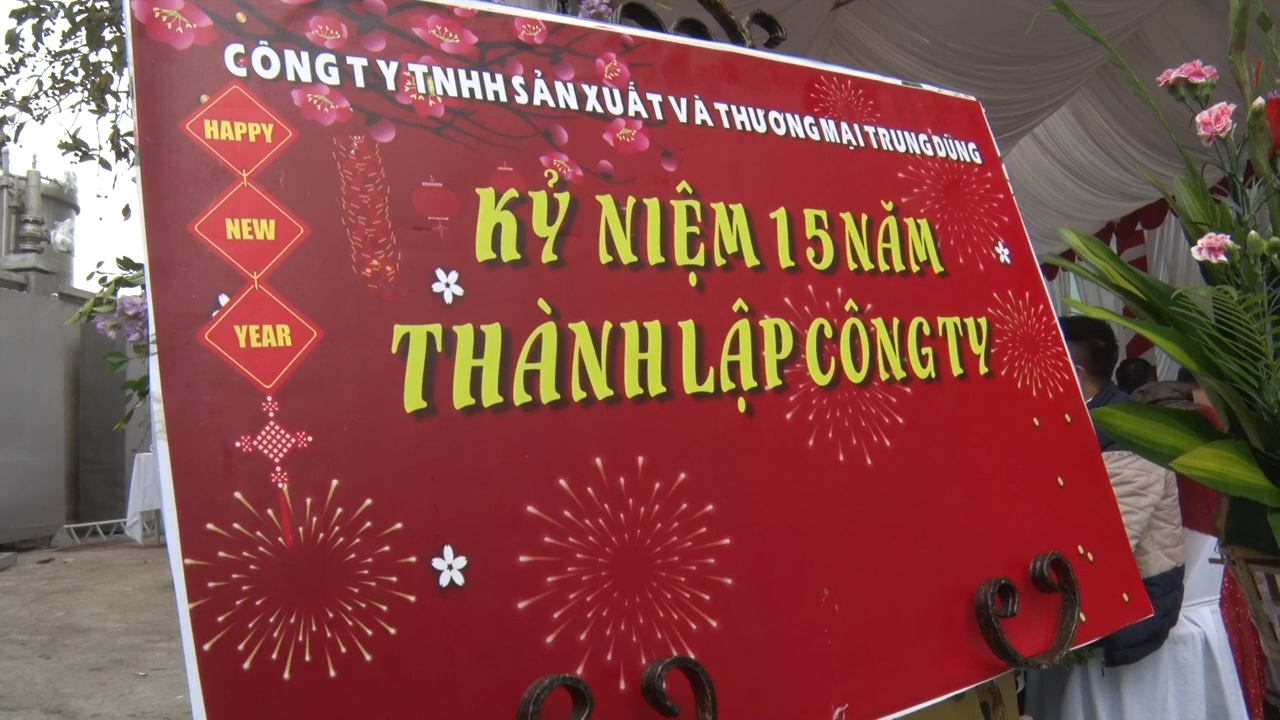 CÔNG TY TNHH SẢN XUẤT VÀ THƯƠNG MẠI TRUNG DŨNG
HAPPY
NEW
YEAR
KỶ NIỆM 15 NĂM
THÀNH LẬP CÔNG TY